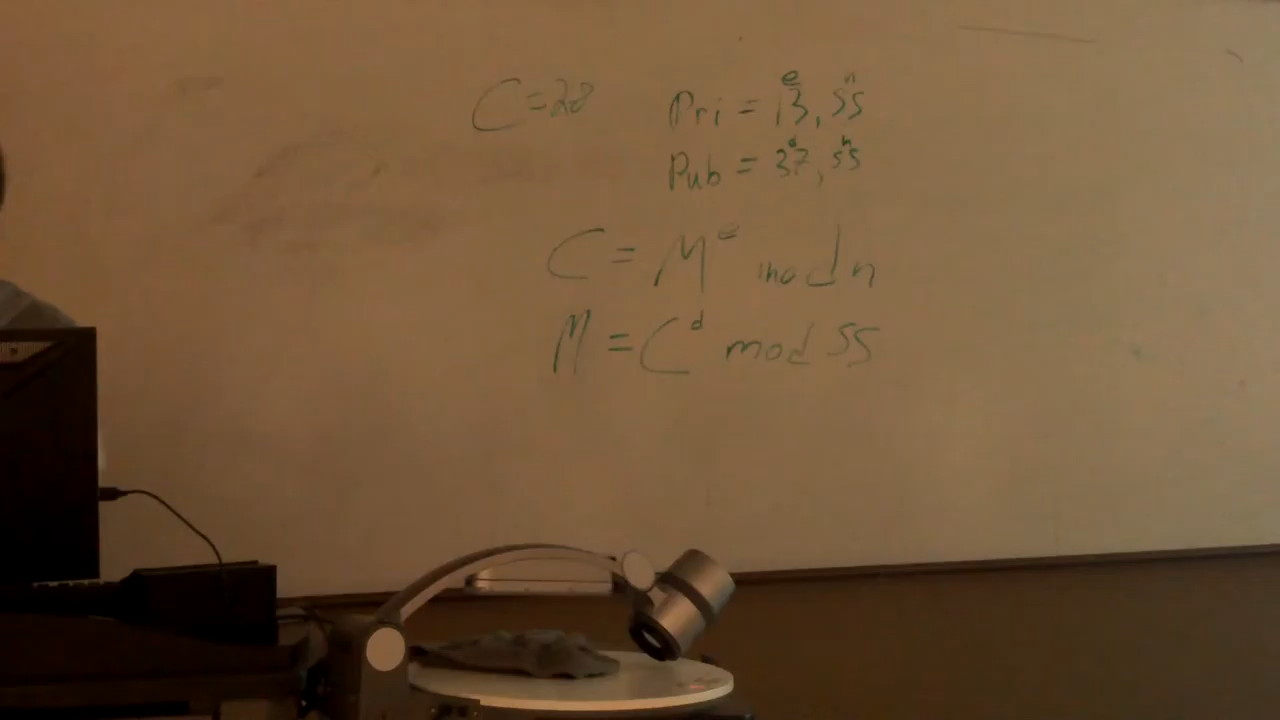 C=28 Pri = 13, 55
e n
Pub = 37, 55
d n
C = M^e mod n
M = C^d mod 55